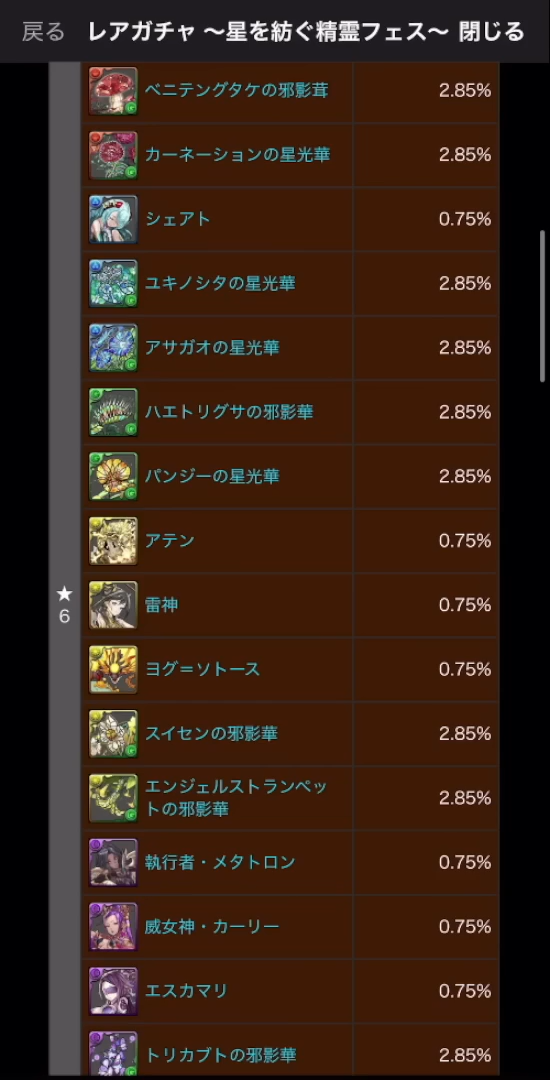 戻る レアガチャ ～星を紡ぐ精霊フェス～ 閉じる
ベニテングタケの邪影茸 2.85%
カーネーションの星光華 2.85%
シェアト 0.75%
ユキノシタの星光華 2.85%
アサガオの星光華 2.85%
ハエトリグサの邪影華 2.85%
パンジーの星光華 2.85%
アテン 0.75%
★
6
雷神 0.75%
ヨグ＝ソトース 0.75%
スイセンの邪影華 2.85%
エンジェルストランペッ
トの邪影華 2.85%
執行者・メタトロン 0.75%
威女神・カーリー 0.75%
エスカマリ 0.75%
トリカブトの邪影華 2.85%